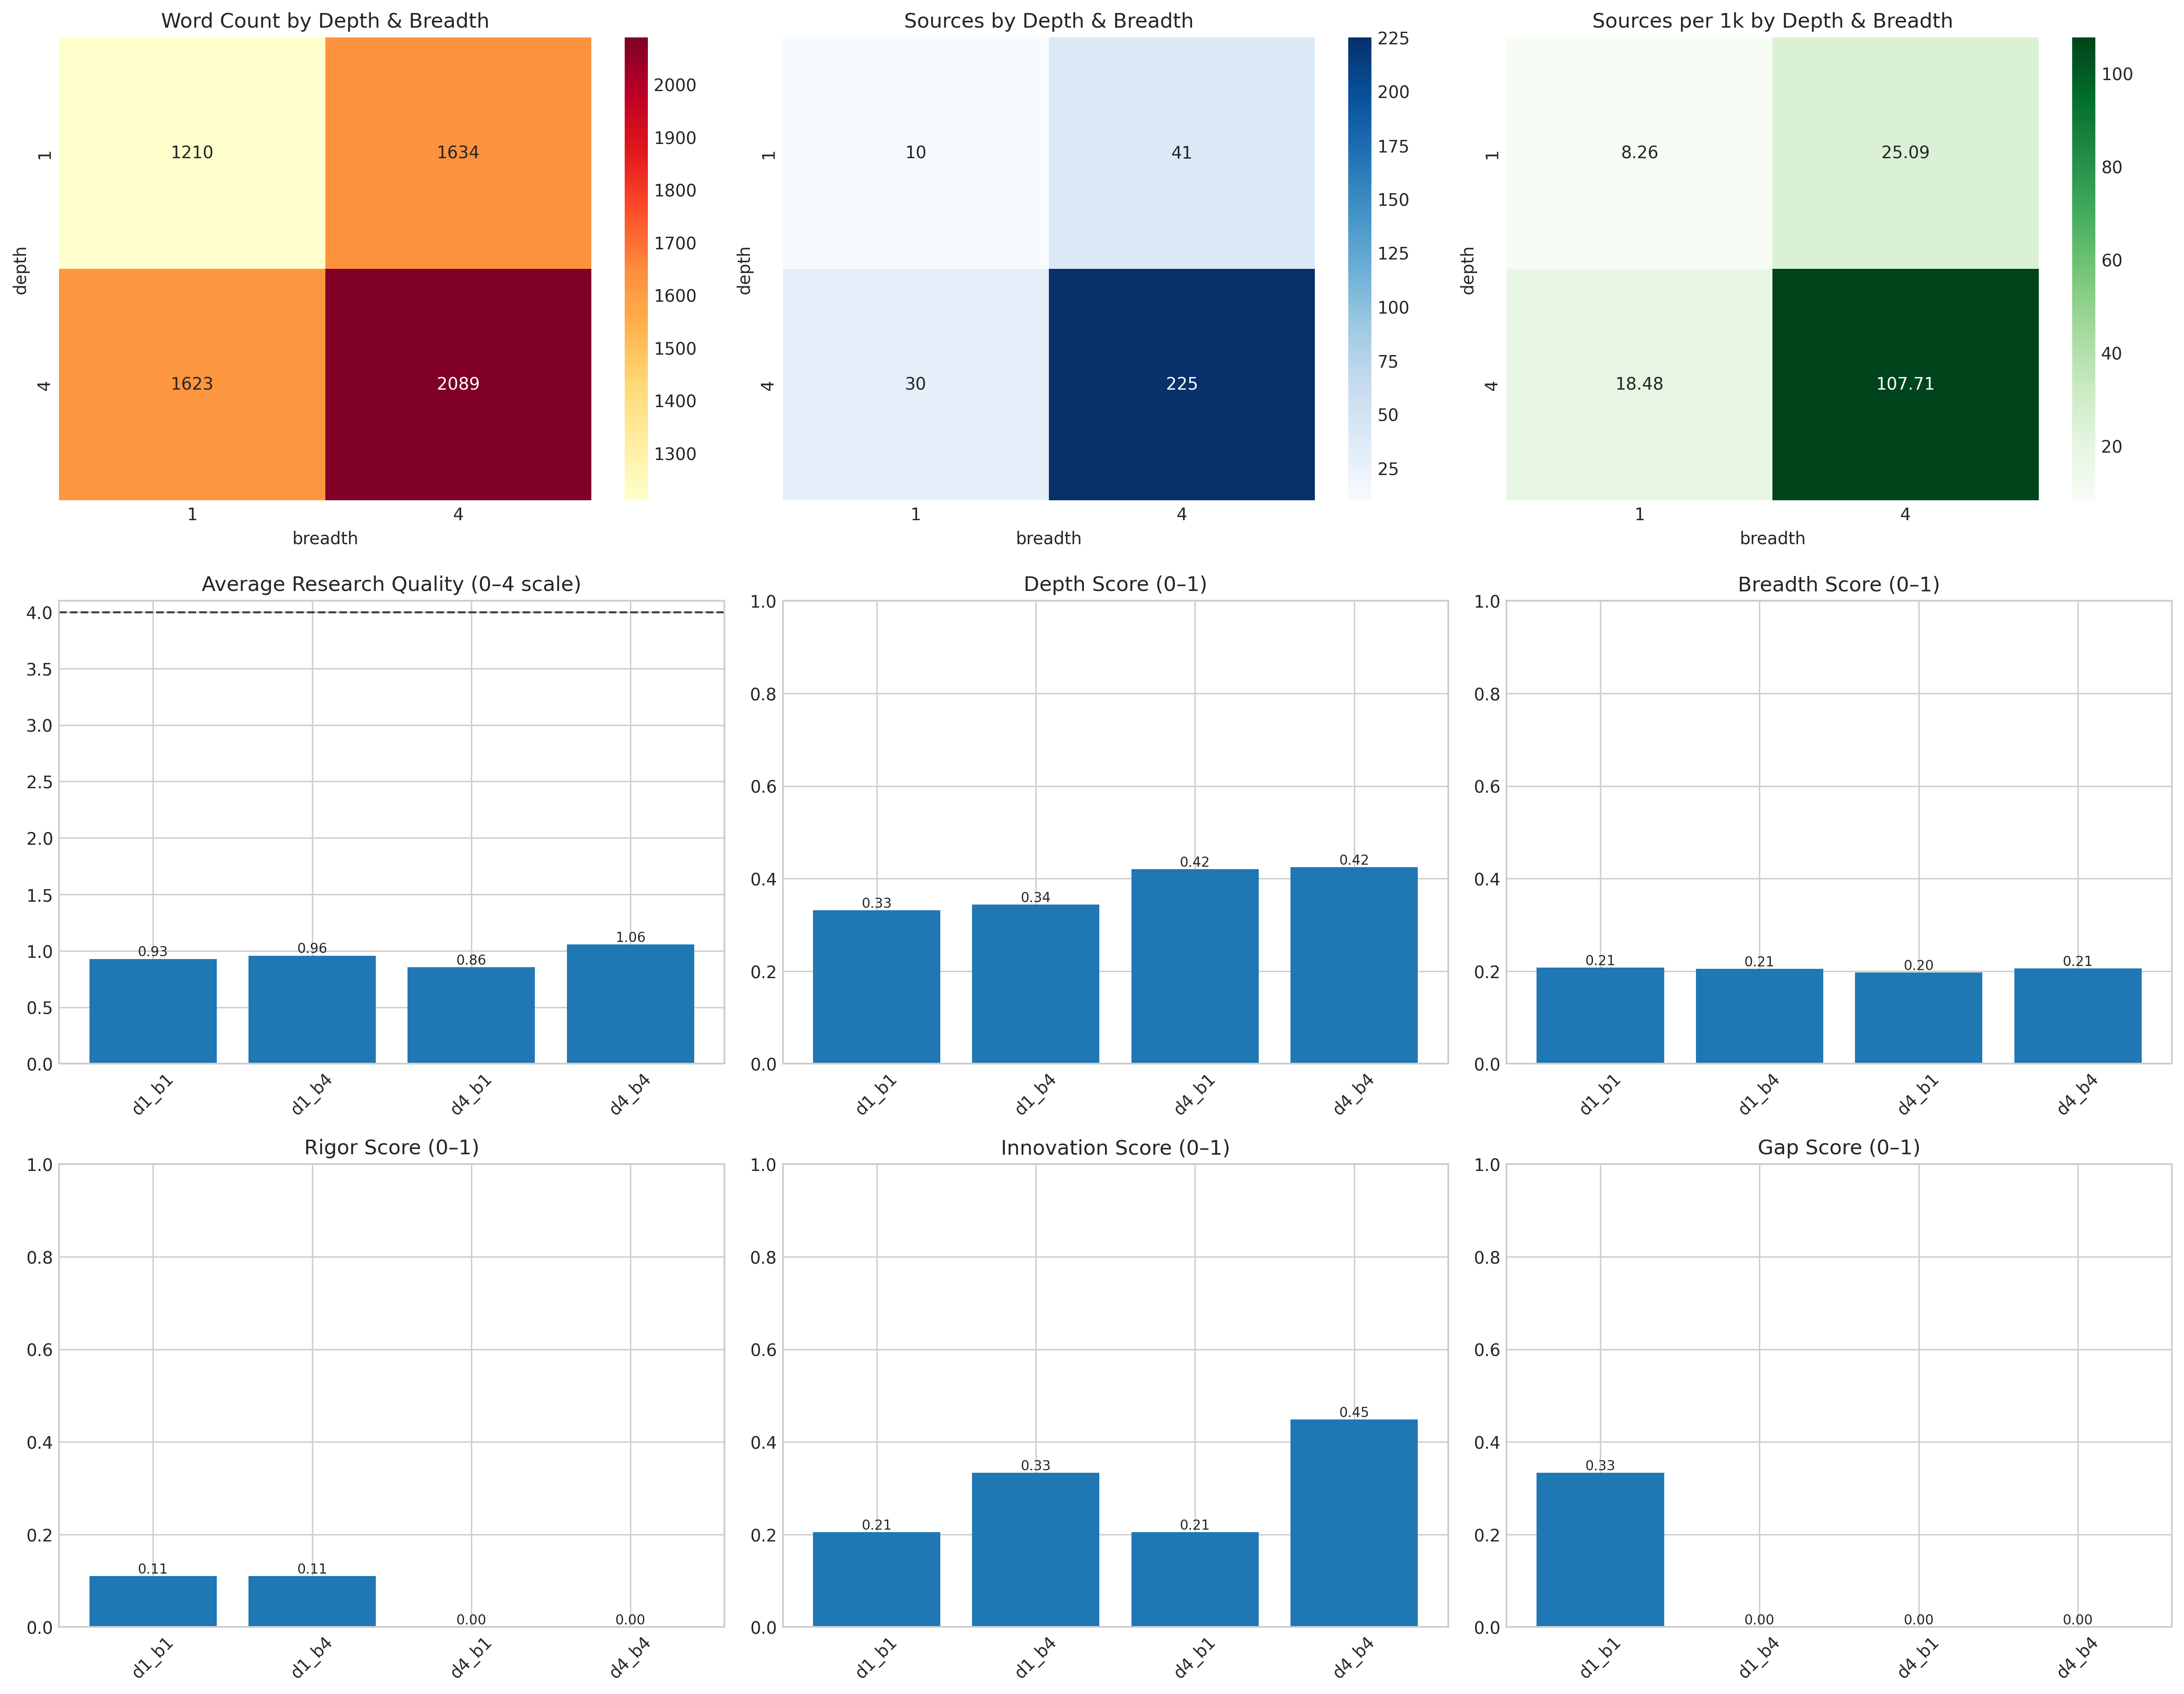 Word Count by Depth & Breadth
1210
1634
1623
2089
1
4
depth
1
4
breadth
2000
1900
1800
1700
1600
1500
1400
1300
Sources by Depth & Breadth
10
41
30
225
1
4
depth
1
4
breadth
225
200
175
150
125
100
75
50
25
Sources per 1k by Depth & Breadth
8.26
25.09
18.48
107.71
1
4
depth
1
4
breadth
100
80
60
40
20
Average Research Quality (0–4 scale)
4.0
3.5
3.0
2.5
2.0
1.5
1.0
0.5
0.0
0.93
0.96
0.86
1.06
d1_b1
d1_b4
d4_b1
d4_b4
Depth Score (0–1)
1.0
0.8
0.6
0.4
0.2
0.0
0.33
0.34
0.42
0.42
d1_b1
d1_b4
d4_b1
d4_b4
Breadth Score (0–1)
1.0
0.8
0.6
0.4
0.2
0.0
0.21
0.21
0.20
0.21
d1_b1
d1_b4
d4_b1
d4_b4
Rigor Score (0–1)
1.0
0.8
0.6
0.4
0.2
0.0
0.11
0.11
0.00
0.00
d1_b1
d1_b4
d4_b1
d4_b4
Innovation Score (0–1)
1.0
0.8
0.6
0.4
0.2
0.0
0.21
0.33
0.21
0.45
d1_b1
d1_b4
d4_b1
d4_b4
Gap Score (0–1)
1.0
0.8
0.6
0.4
0.2
0.0
0.33
0.00
0.00
0.00
d1_b1
d1_b4
d4_b1
d4_b4